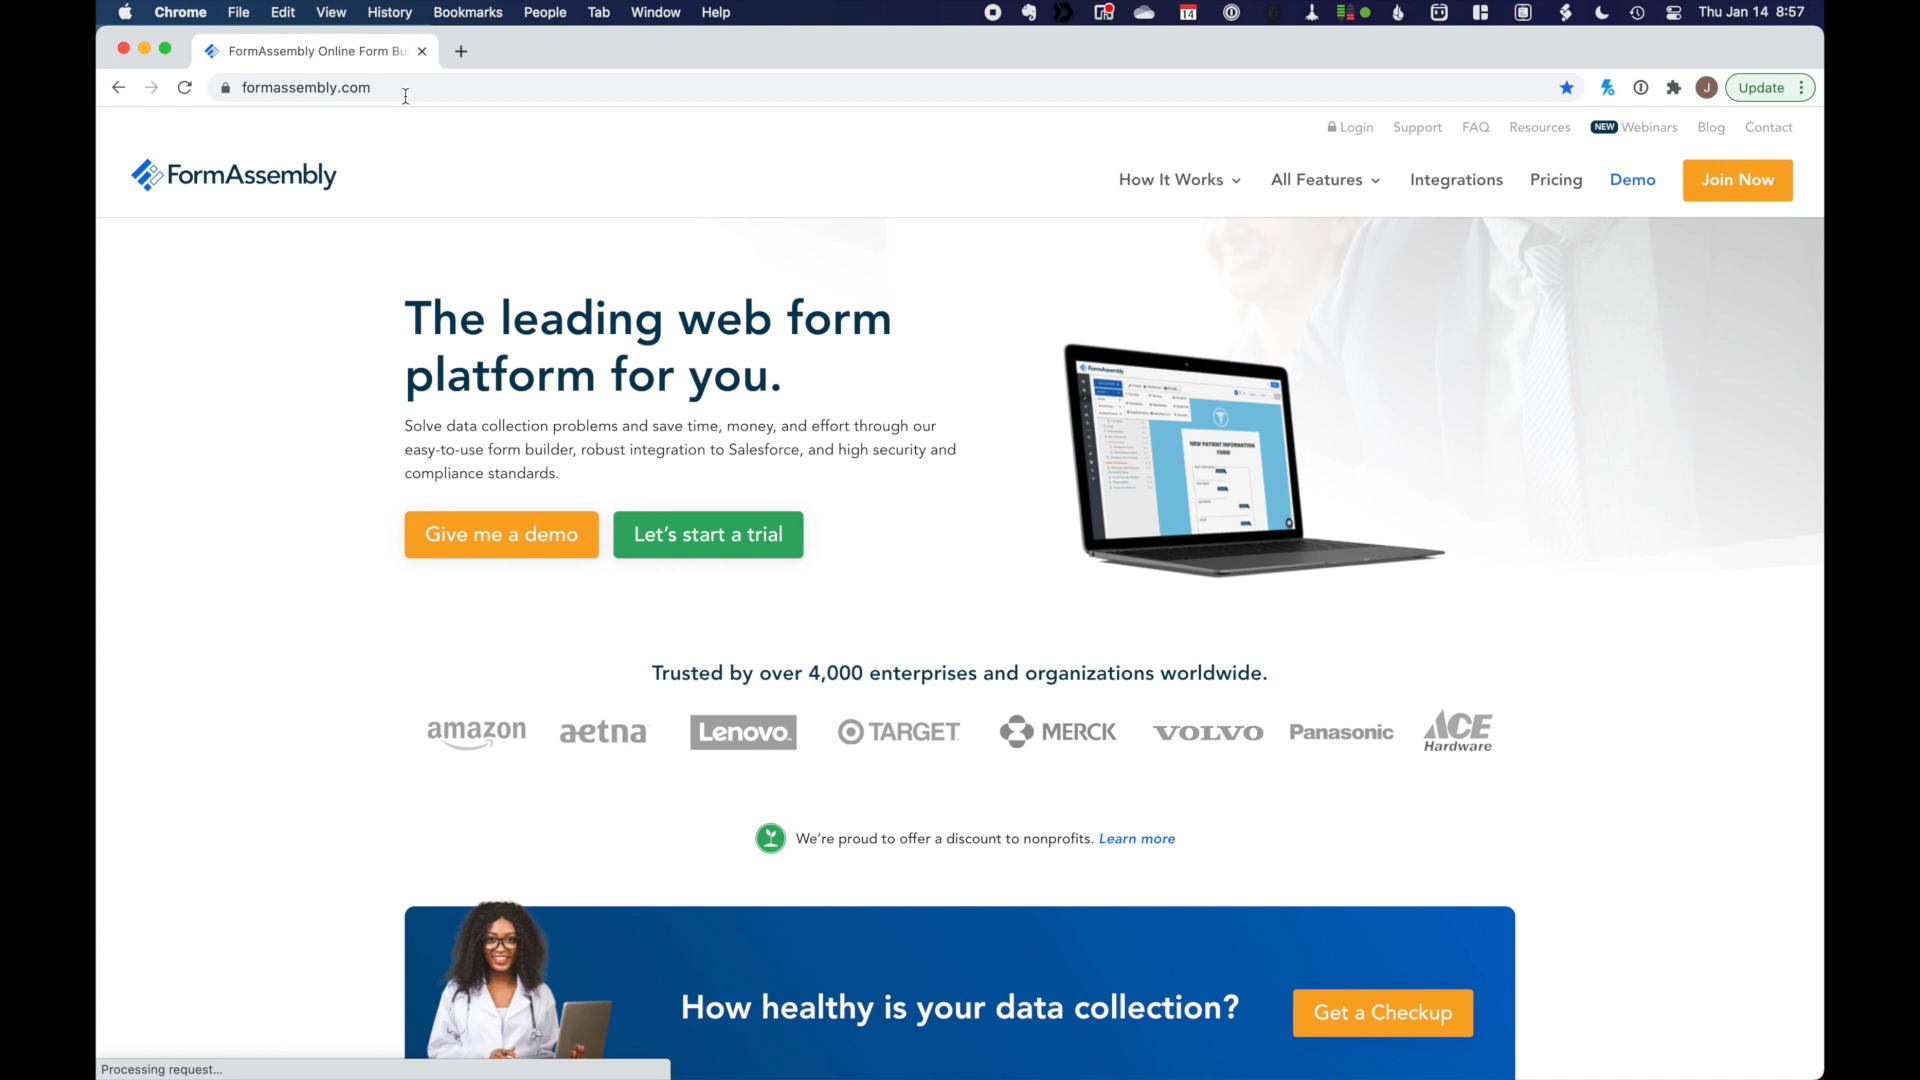 Chrome File Edit View History Bookmarks People Tab Window Help
14
Thu Jan 14 8:57
FormAssembly Online Form Bu
formassembly.com
J
Update
Login Support FAQ Resources NEW Webinars Blog Contact
FormAssembly
How It Works All Features Integrations Pricing Demo Join Now
The leading web form
platform for you.
Solve data collection problems and save time, money, and effort through our
easy-to-use form builder, robust integration to Salesforce, and high security and
compliance standards.
Give me a demo
Let's start a trial
FormAssembly
NEW PATIENT INFORMATION
FORM
Trusted by over 4,000 enterprises and organizations worldwide.
amazon aetna Lenovo. TARGET MERCK VOLVO Panasonic ACE
Hardware
We're proud to offer a discount to nonprofits. Learn more
How healthy is your data collection?
Get a Checkup
Processing request...